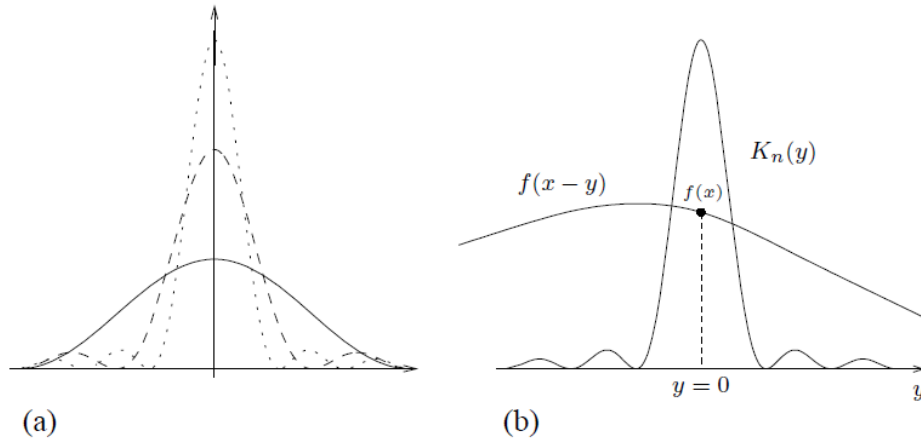 K_n(y)
f(x − y)
f(x)
y = 0
y
(a)
(b)